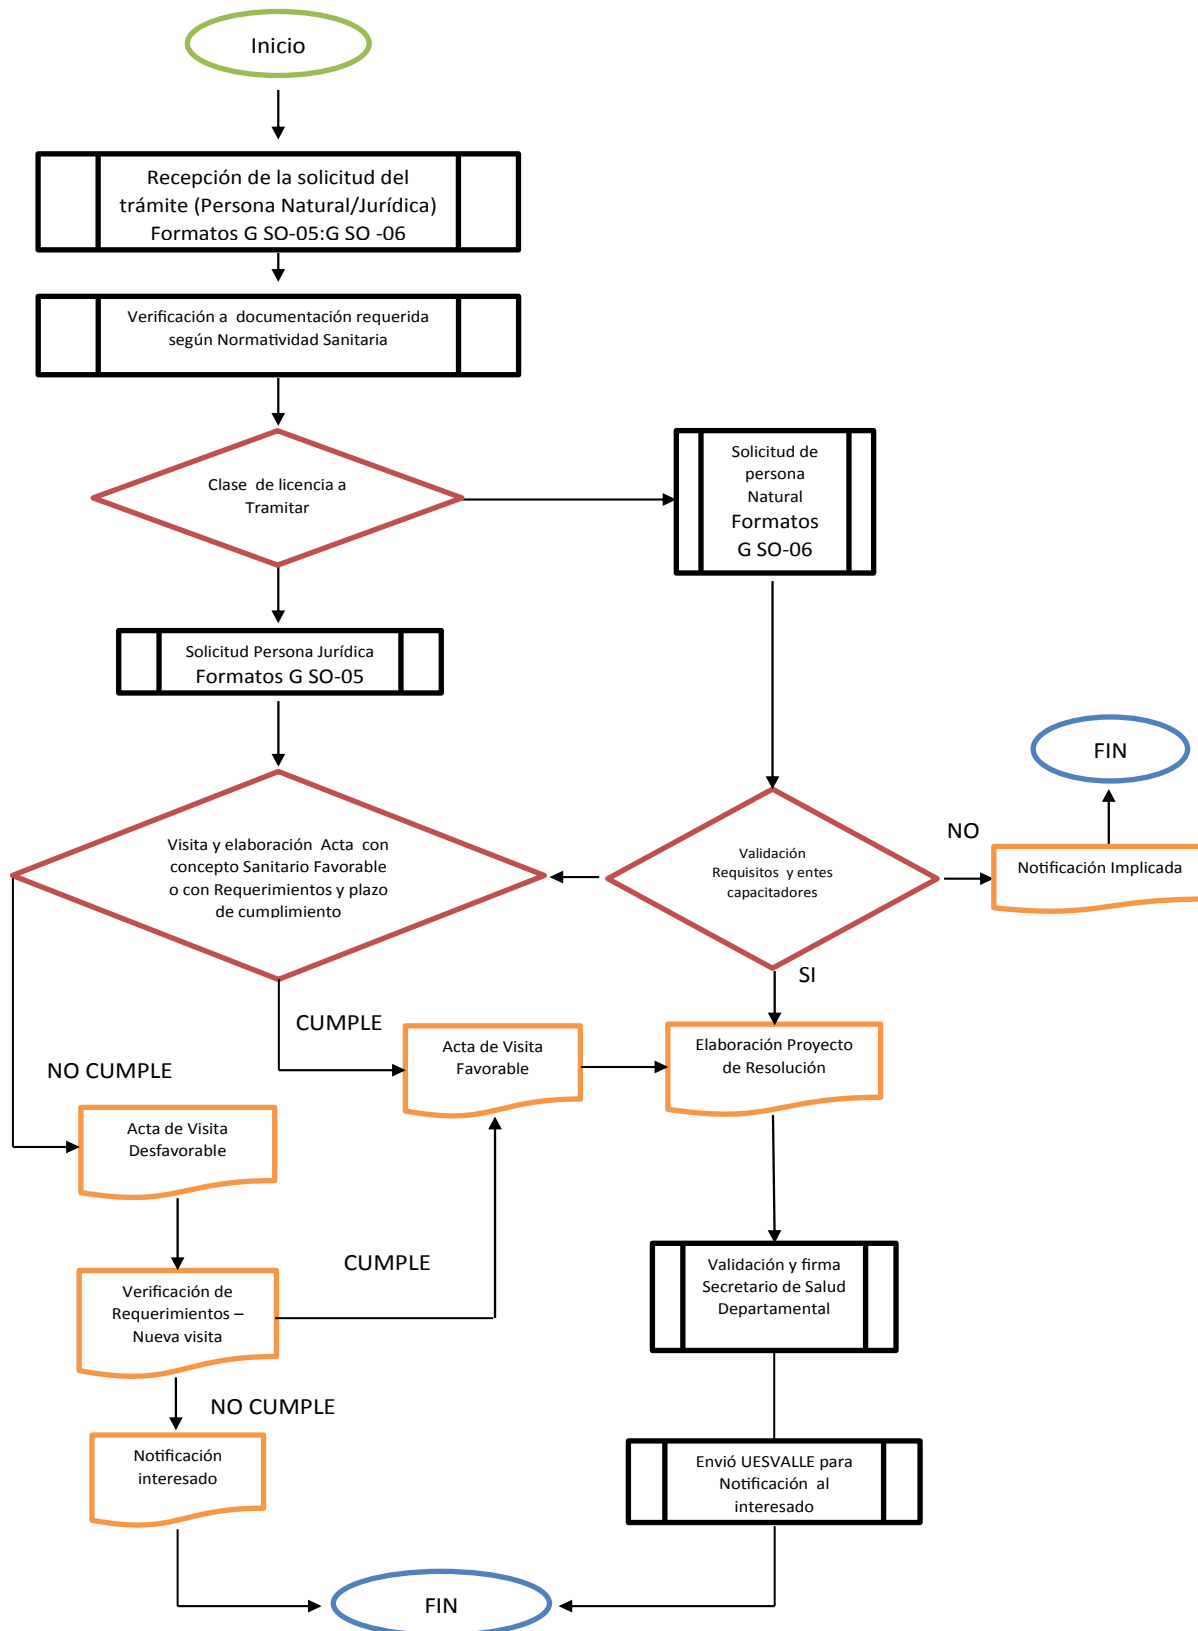 Inicio
Recepción de la solicitud del
trámite (Persona Natural/Jurídica)
Formatos G SO-05:G SO -06
Verificación a  documentación requerida
según Normatividad Sanitaria
Clase  de licencia a
Tramitar
Solicitud de
persona
Natural
Formatos
G SO-06
Solicitud Persona Jurídica
Formatos G SO-05
FIN
Visita y elaboración  Acta  con
concepto Sanitario Favorable
o con Requerimientos y plazo
de cumplimiento
Validación
Requisitos  y entes
capacitadores
NO
Notificación Implicada
SI
CUMPLE
NO CUMPLE
Acta de Visita
Favorable
Elaboración Proyecto
de Resolución
Acta de Visita
Desfavorable
CUMPLE
Verificación de
Requerimientos –
Nueva visita
Validación y firma
Secretario de Salud
Departamental
NO CUMPLE
Notificación
interesado
Envió UESVALLE para
Notificación  al
interesado
FIN